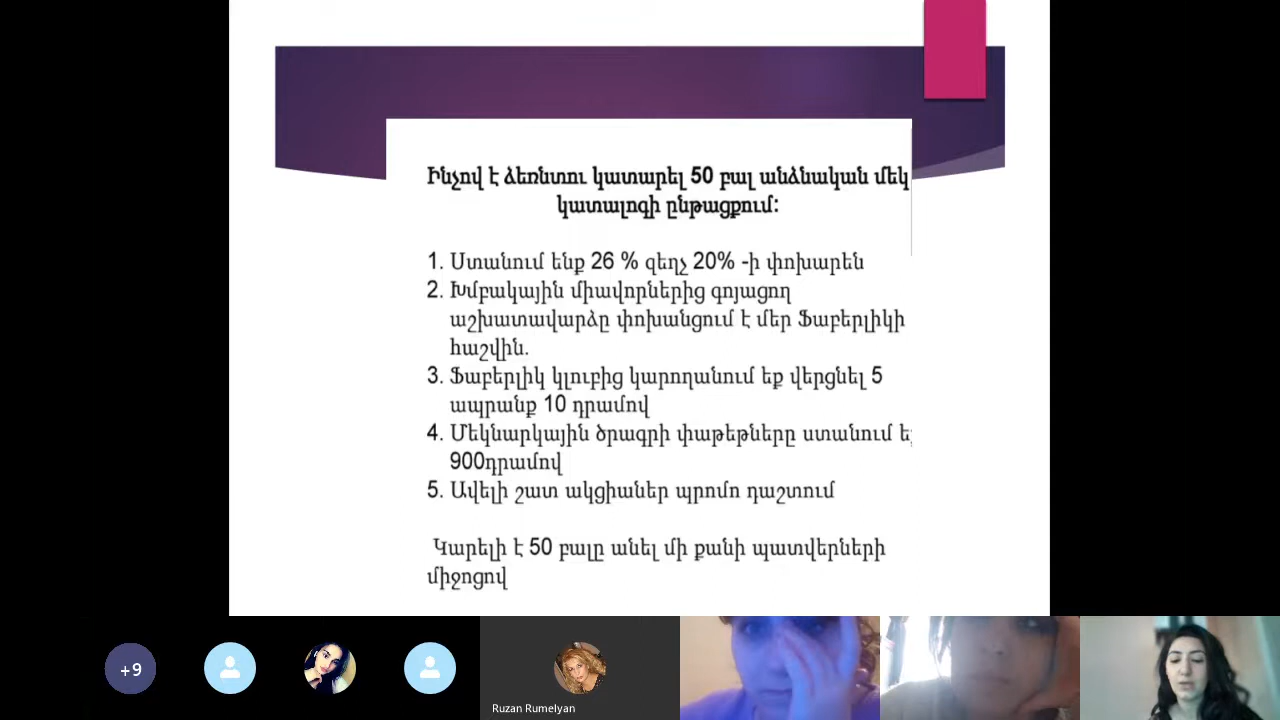 Ինչով է ձեռնտու կատարել 50 բալ անձնական մեկ
կատալոգի ընթացքում:
1. Ստանում ենք 26 % զեղչ 20% -ի փոխարեն
2. Խմբակային միավորներից գոյացող
աշխատավարձը փոխանցում է մեր Ֆաբերլիկի
հաշվին.
3. Ֆաբերլիկ կլուբից կարողանում եք վերցնել 5
ապրանք 10 դրամով
4. Մեկնարկային ծրագրի փաթեթները ստանում
900դրամով
5. Ավելի շատ ակցիաներ պրոմո դաշտում
Կարելի է 50 բալը անել մի քանի պատվերների
միջոցով
+9
Ruzan Rumelyan